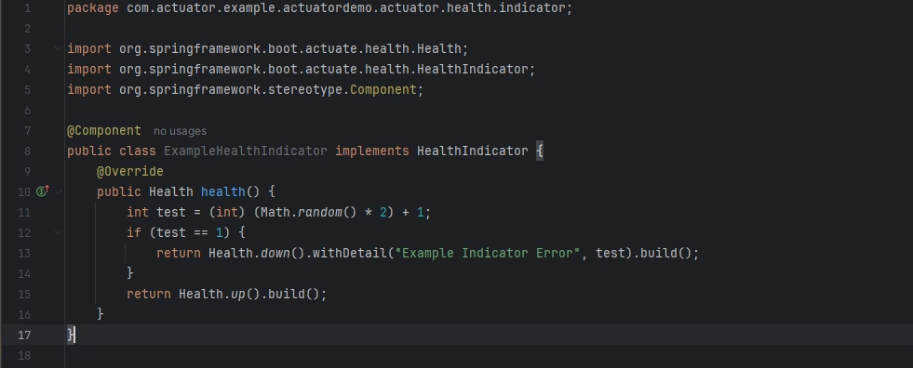 1 package com.actuator.example.actuatordemo.actuator.health.indicator;
2
3 import org.springframework.boot.actuate.health.Health;
4 import org.springframework.boot.actuate.health.HealthIndicator;
5 import org.springframework.stereotype.Component;
6
7 @Component no usages
8 public class ExampleHealthIndicator implements HealthIndicator {
9     @Override
10     public Health health() {
11         int test = (int) (Math.random() * 2) + 1;
12         if (test == 1) {
13             return Health.down().withDetail("Example Indicator Error", test).build();
14         }
15         return Health.up().build();
16     }
17 }
18